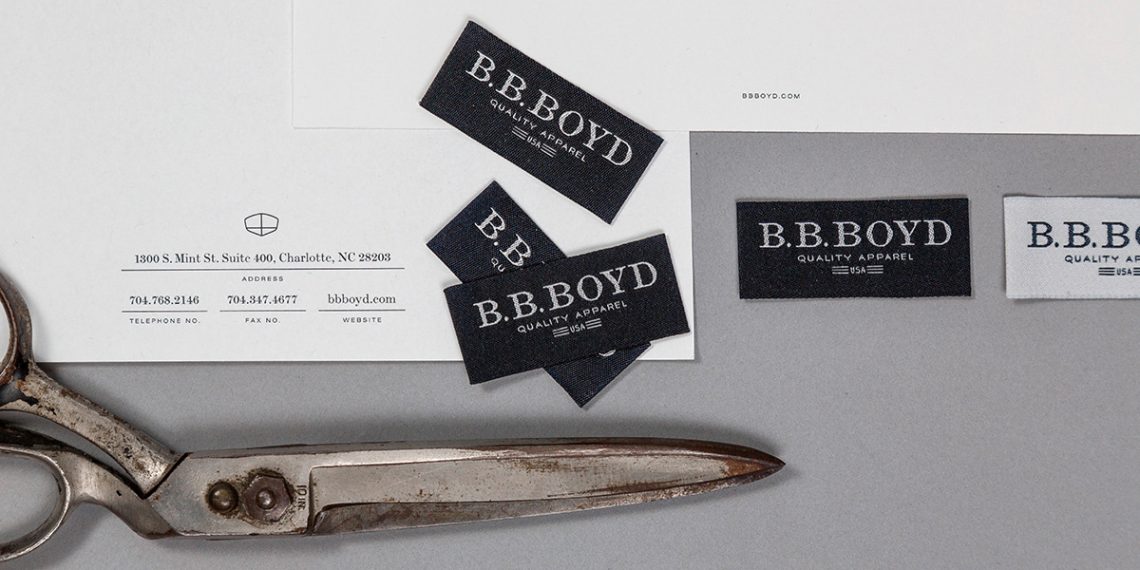 B.B.BOYD
QUALITY APPAREL
USA
BBBOYD.COM
B.B
QU
B.B.BOYD
QUALITY APPAREL
USA
B.B.BOYD
QUALITY APPAREL
USA
B.B.BO
QUALITY AP
USA
1300 S. Mint St. Suite 400, Charlotte, NC 28203
ADDRESS
704.768.2146 704.347.4677 bbboyd.com
TELEPHONE NO. FAX NO. WEBSITE